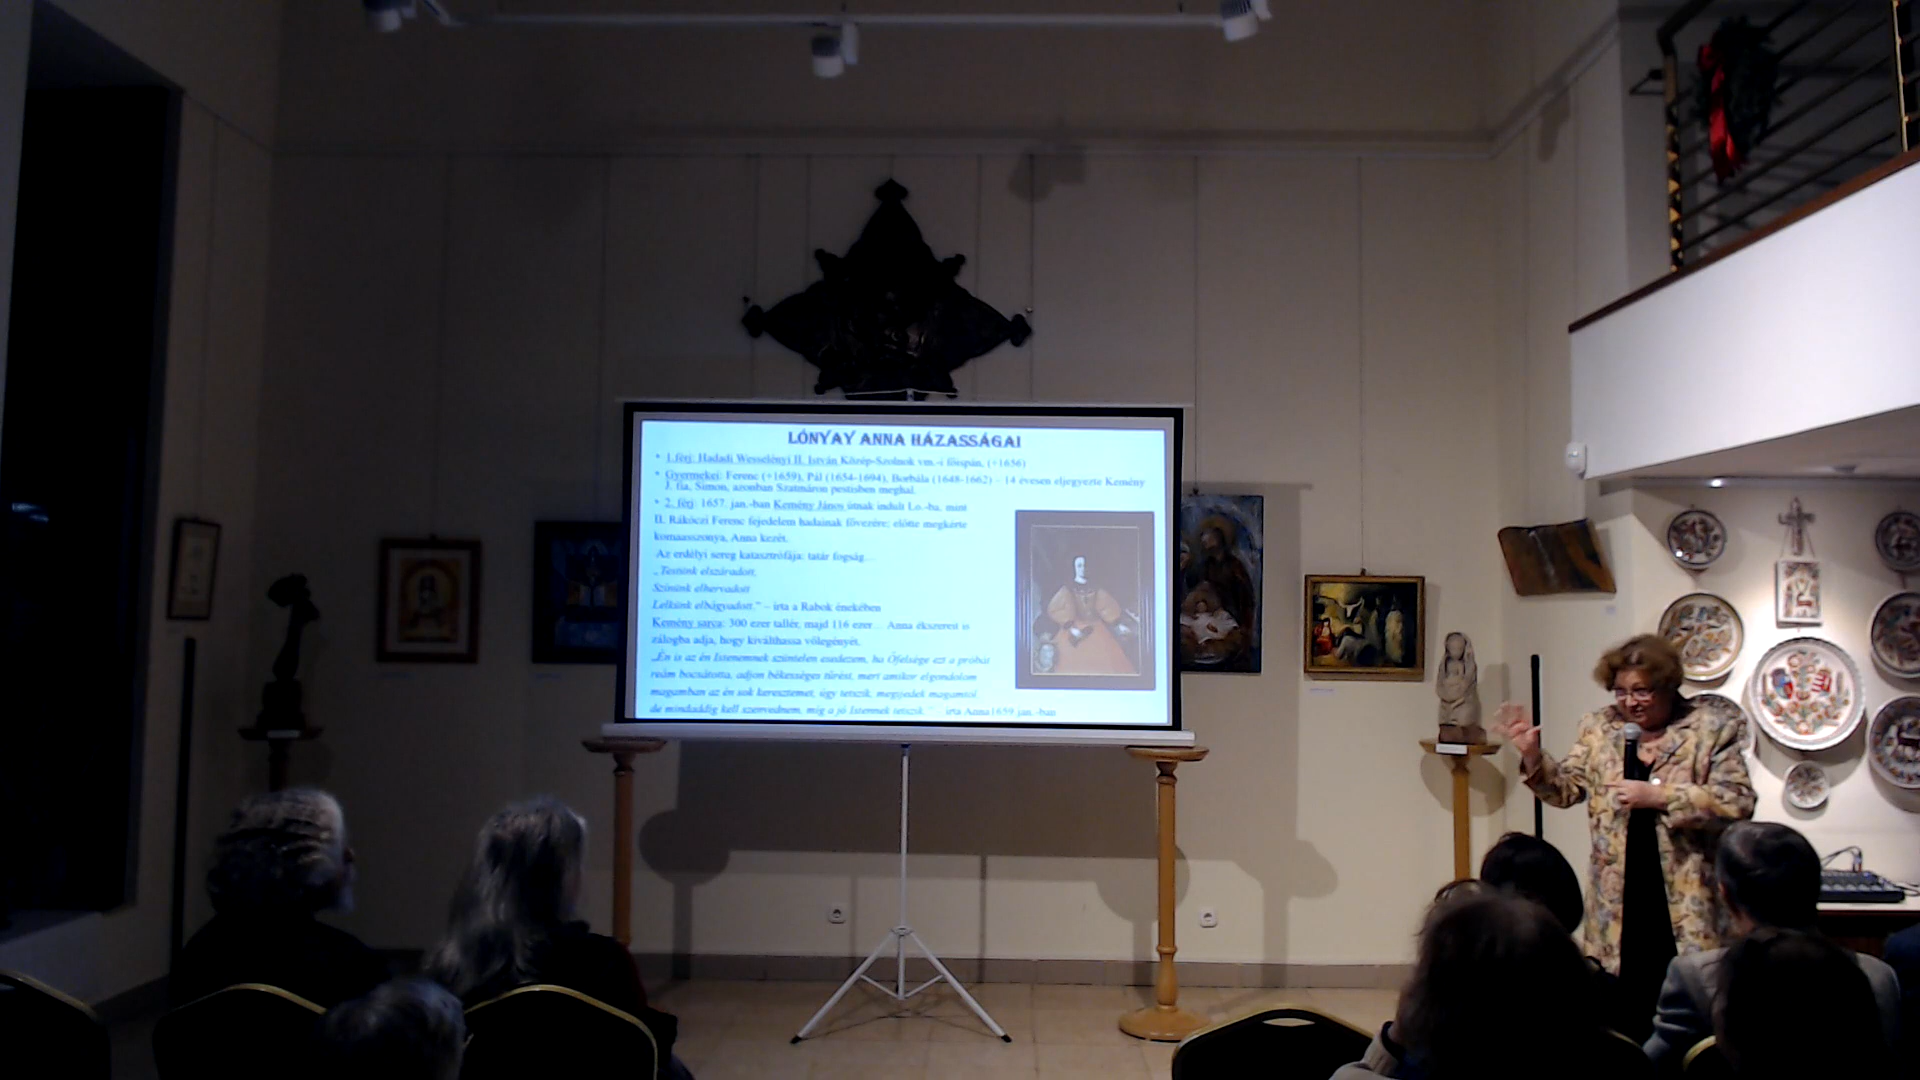 LÓNYAY ANNA HÁZASSÁGAI
• 1.férj: Hadadi Wesselényi II. István Közép-Szolnok vm.-i főispán, (+1656)
• Gyermekei: Ferenc (+1659), Pál (1654-1694), Borbála (1648-1662) – 14 évesen eljegyezte Kemény
J. fia, Simon, azonban Szatmáron pestisben meghal.
• 2. férj: 1657. jan.-ban Kemény János útnak indult Lo.-ba, mint
II. Rákóczi Ferenc fejedelem hadainak fővezére; előtte megkérte
komaasszonya, Anna kezét.
Az erdélyi sereg katasztrófája: tatár fogság…
„Testünk elszáradott,
Színünk elhervadott
Lelkünk elbágyadott.” – írta a Rabok énekében
Kemény sarca: 300 ezer tallér, majd 116 ezer… Anna ékszereit is
zálogba adja, hogy kiválthassa vőlegényét.
„Én is az én Istenemnek szüntelen esedezem, ha Őfelsége ezt a próbát
reám bocsátotta, adjon békességes tűrést, mert amikor elgondolom
magamban az én sok keresztemet, úgy tetszik, megepedek magamtól
de mindaddig kell szenvednem, míg a jó Istennek tetszik.” – írta Anna 1659 jan.-ban